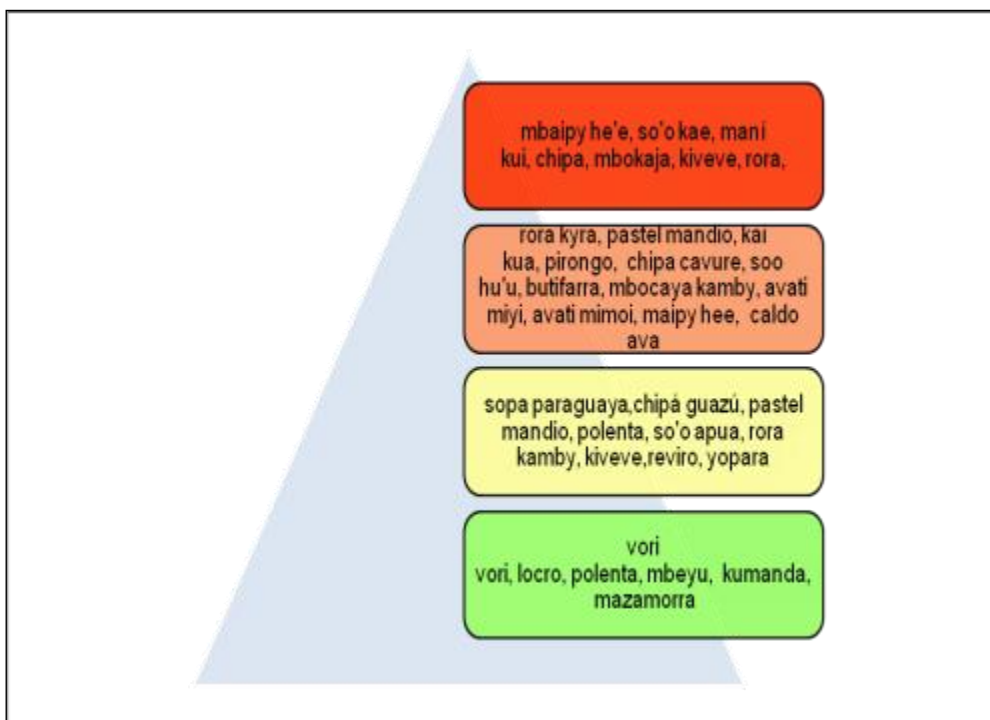 mbaipy he'e, so'o kae, maní
kui, chipa, mbokaja, kiveve, rora,
rora kyra, pastel mandio, kai
kua, pirongo, chipa cavure, soo
hu'u, butifarra, mbocaya kamby, avati
miyi, avati mimoi, maipy hee, caldo
ava
sopa paraguaya,chipá guazú, pastel
mandio, polenta, so'o apua, rora
kamby, kiveve,reviro, yopara
vori
vori, locro, polenta, mbeyu, kumanda,
mazamorra